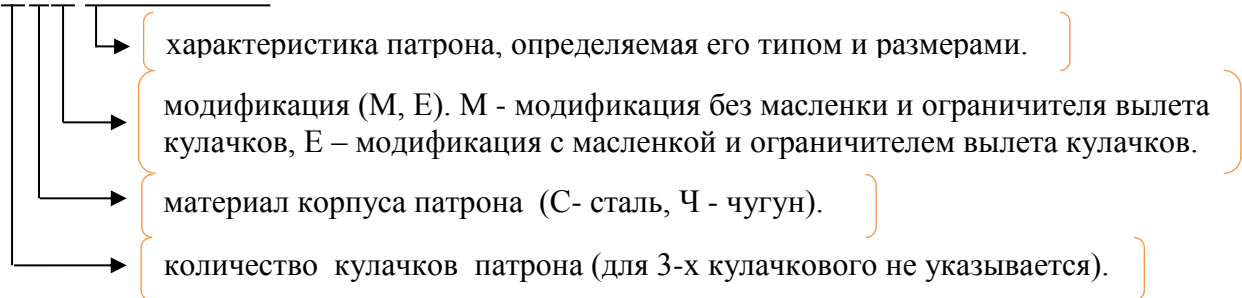 характеристика патрона, определяемая его типом и размерами.
модификация (М, Е). М - модификация без масленки и ограничителя вылета
кулачков, Е – модификация с масленкой и ограничителем вылета кулачков.
материал корпуса патрона (С- сталь, Ч - чугун).
количество кулачков патрона (для 3-х кулачкового не указывается).